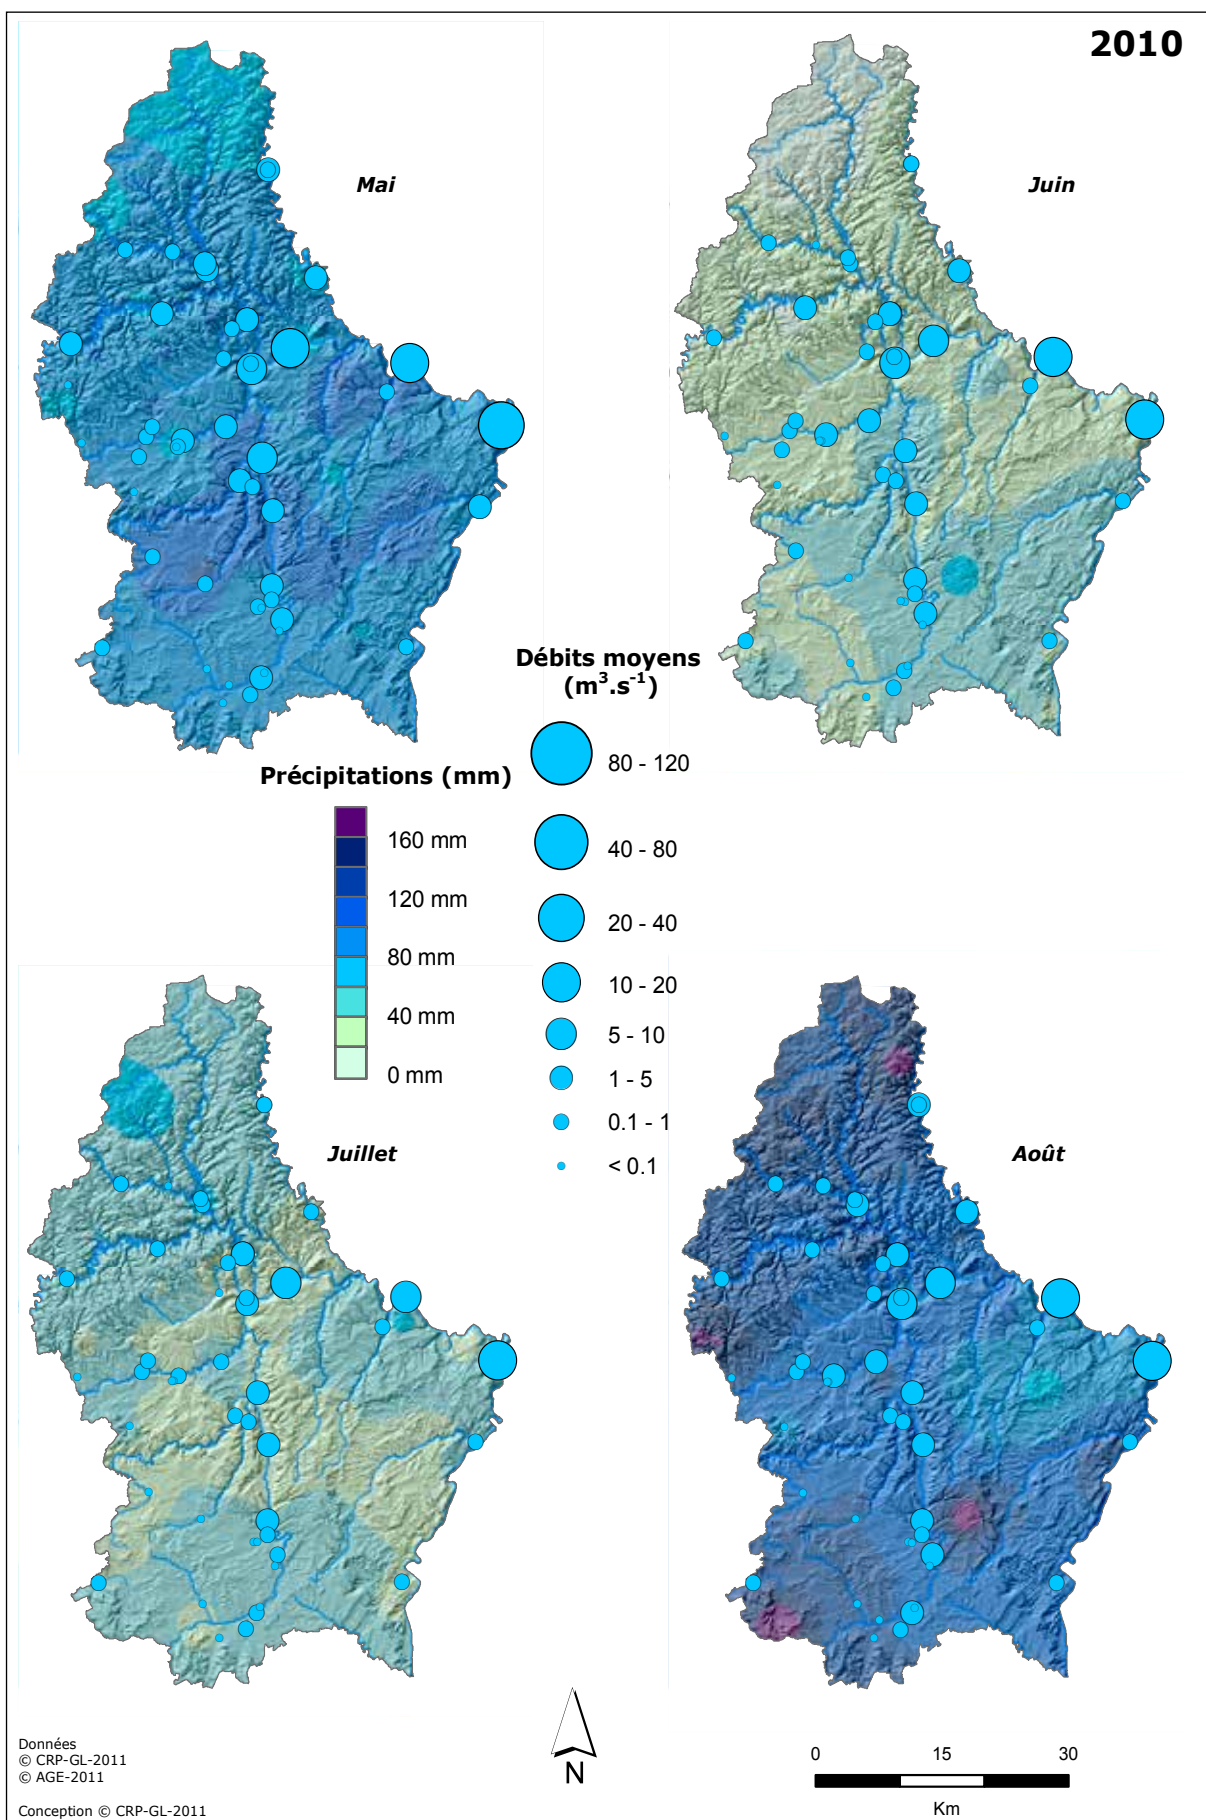 2010
Mai
Juin
Débits moyens
(m³.s⁻¹)
80 - 120
40 - 80
20 - 40
10 - 20
5 - 10
1 - 5
0.1 - 1
< 0.1
Précipitations (mm)
160 mm
120 mm
80 mm
40 mm
0 mm
Juillet
Août
Données
© CRP-GL-2011
© AGE-2011
Conception © CRP-GL-2011
N
0 15 30
Km